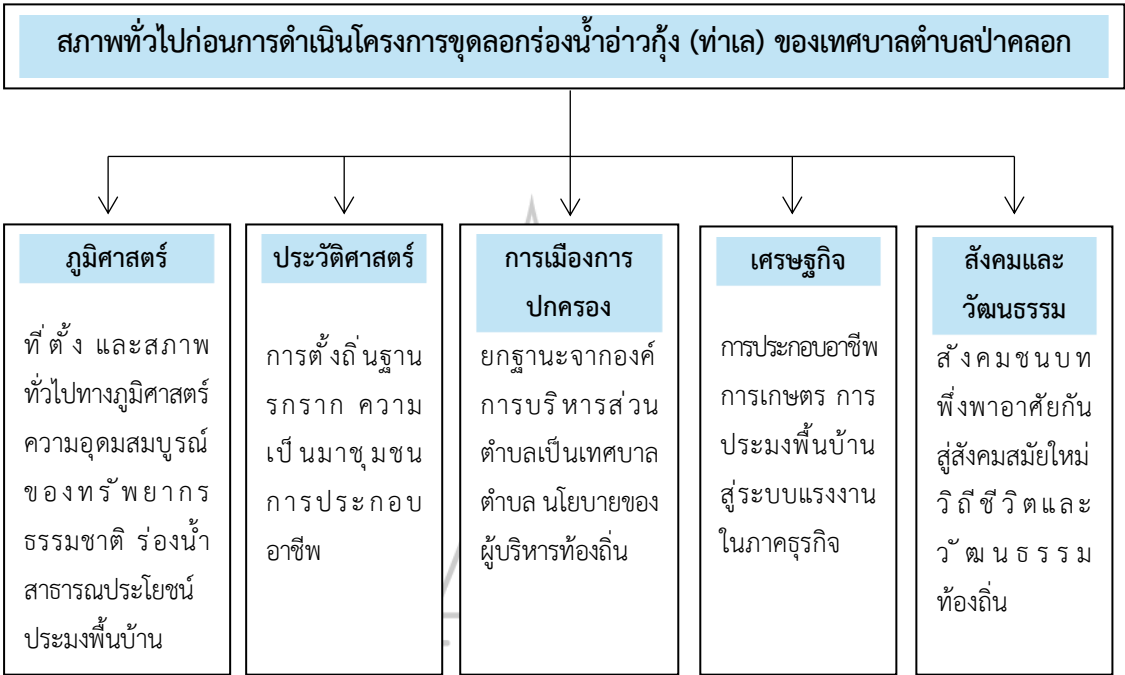 สภาพทั่วไปก่อนการดำเนินโครงการขุดลอกร่องน้ำอ่าวกุ้ง (ท่าเล) ของเทศบาลตำบลป่าคลอก
ภูมิศาสตร์
ที่ตั้ง และสภาพ
ทั่วไปทางภูมิศาสตร์
ความอุดมสมบูรณ์
ของทรัพยากร
ธรรมชาติ ร่องน้ำ
สาธารณประโยชน์
ประมงพื้นบ้าน
ประวัติศาสตร์
การตั้งถิ่นฐาน
รกราก ความ
เป็นมาชุมชน
การประกอบ
อาชีพ
การเมืองการ
ปกครอง
ยกฐานะจากองค์
การบริหารส่วน
ตำบลเป็นเทศบาล
ตำบล นโยบายของ
ผู้บริหารท้องถิ่น
เศรษฐกิจ
การประกอบอาชีพ
การเกษตร การ
ประมงพื้นบ้าน
สู่ระบบแรงงาน
ในภาคธุรกิจ
สังคมและ
วัฒนธรรม
สังคมชนบท
พึ่งพาอาศัยกัน
สู่สังคมสมัยใหม่
วิถีชีวิตและ
วัฒนธรรม
ท้องถิ่น